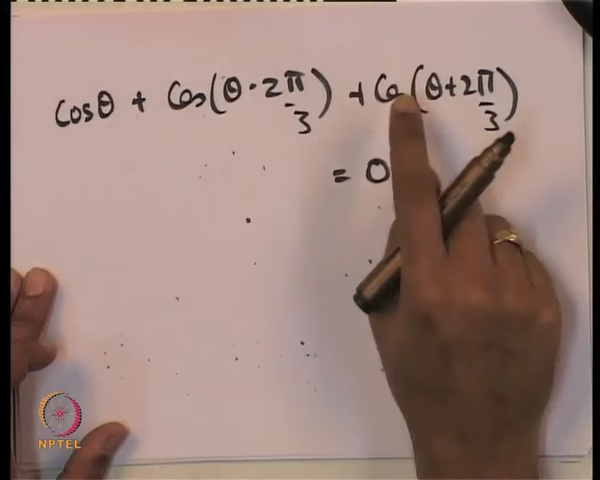 cosθ + cos(θ - 2π/3) + cos(θ + 2π/3)
= 0
NPTEL